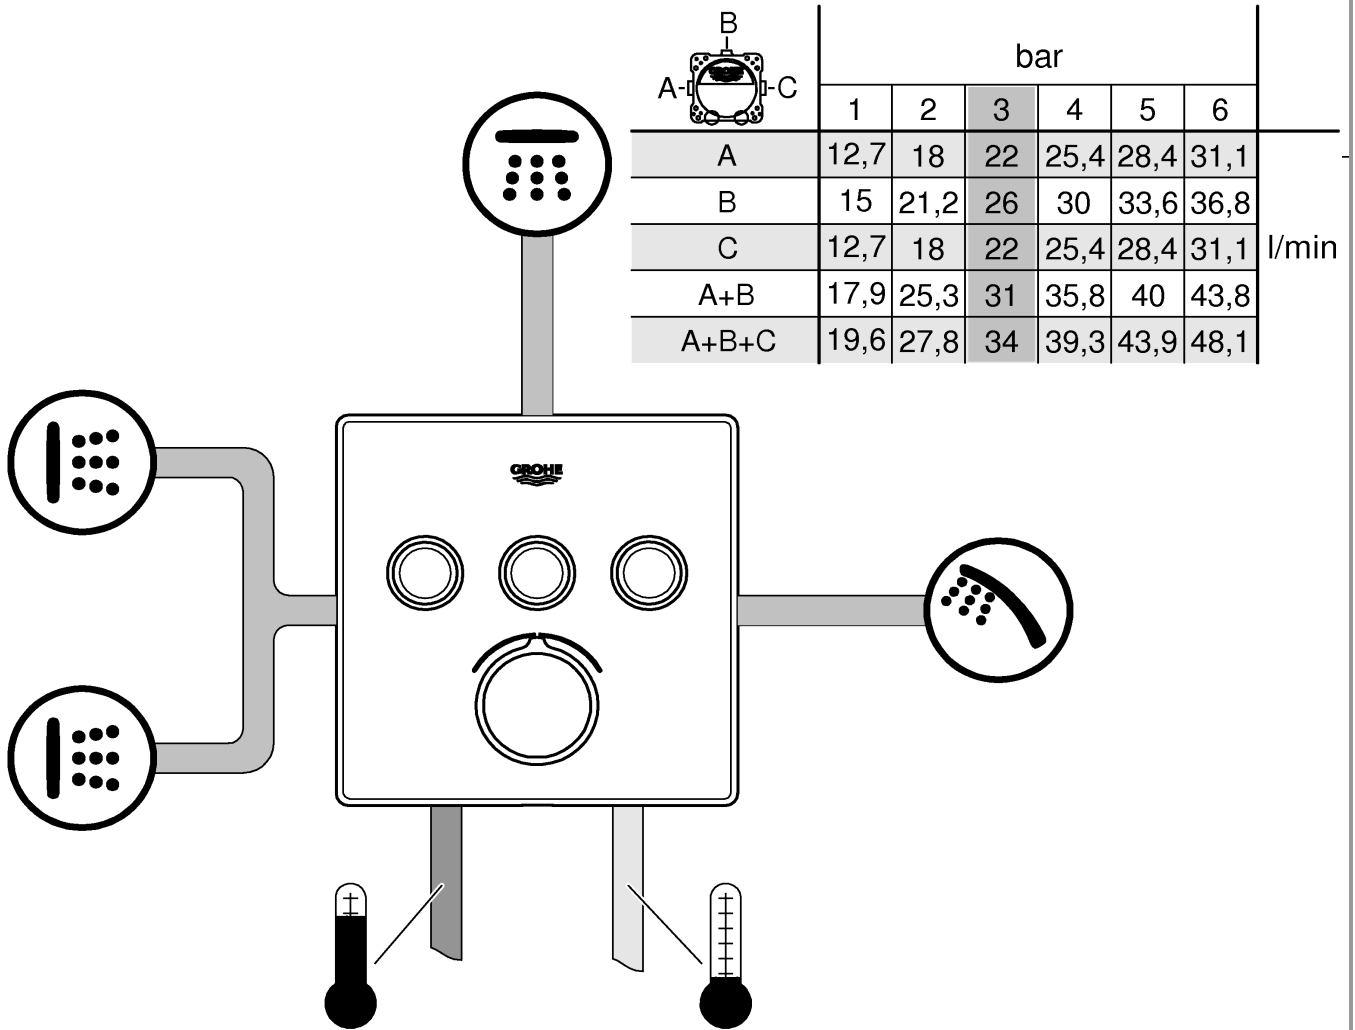 B
A C
GROHE
bar
1 2 3 4 5 6
A 12,7 18 22 25,4 28,4 31,1
B 15 21,2 26 30 33,6 36,8
C 12,7 18 22 25,4 28,4 31,1
l/min
A+B 17,9 25,3 31 35,8 40 43,8
A+B+C 19,6 27,8 34 39,3 43,9 48,1
GROHE